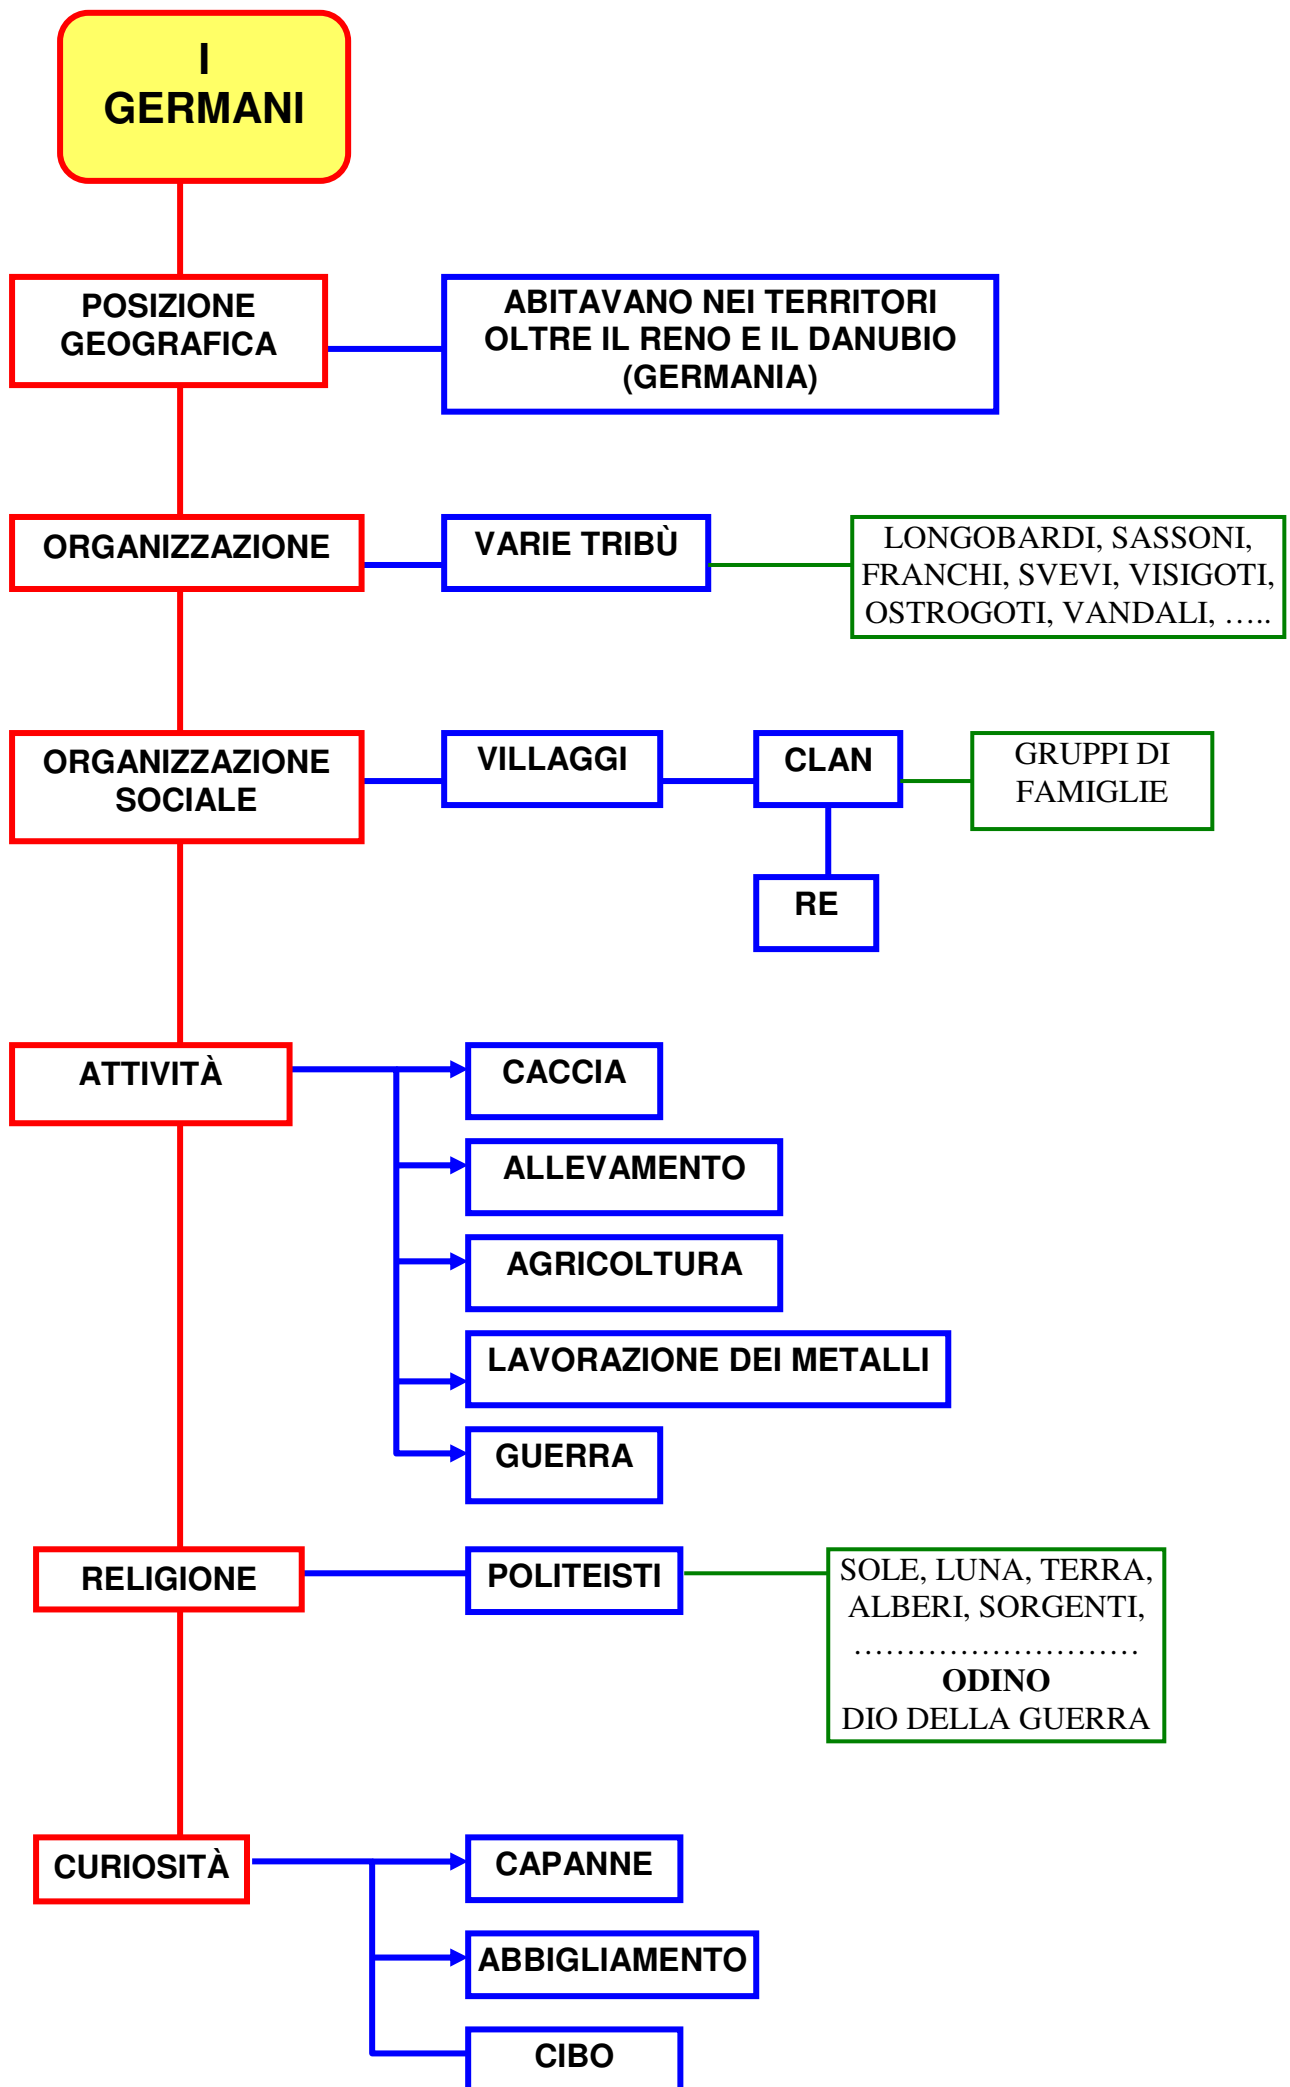 I
GERMANI
POSIZIONE
GEOGRAFICA
ABITAVANO NEI TERRITORI
OLTRE IL RENO E IL DANUBIO
(GERMANIA)
ORGANIZZAZIONE
VARIE TRIBÙ
LONGOBARDI, SASSONI,
FRANCHI, SVEVI, VISIGOTI,
OSTROGOTI, VANDALI, …..
ORGANIZZAZIONE
SOCIALE
VILLAGGI
CLAN
GRUPPI DI
FAMIGLIE
RE
ATTIVITÀ
CACCIA
ALLEVAMENTO
AGRICOLTURA
LAVORAZIONE DEI METALLI
GUERRA
RELIGIONE
POLITEISTI
SOLE, LUNA, TERRA,
ALBERI, SORGENTI,
………………………
ODINO
DIO DELLA GUERRA
CURIOSITÀ
CAPANNE
ABBIGLIAMENTO
CIBO